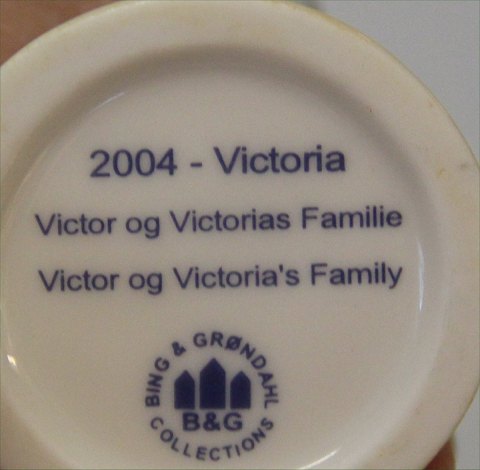 2004 - Victoria
Victor og Victorias Familie
Victor og Victoria's Family
BING & GRØNDAHL
B&G
COLLECTIONS